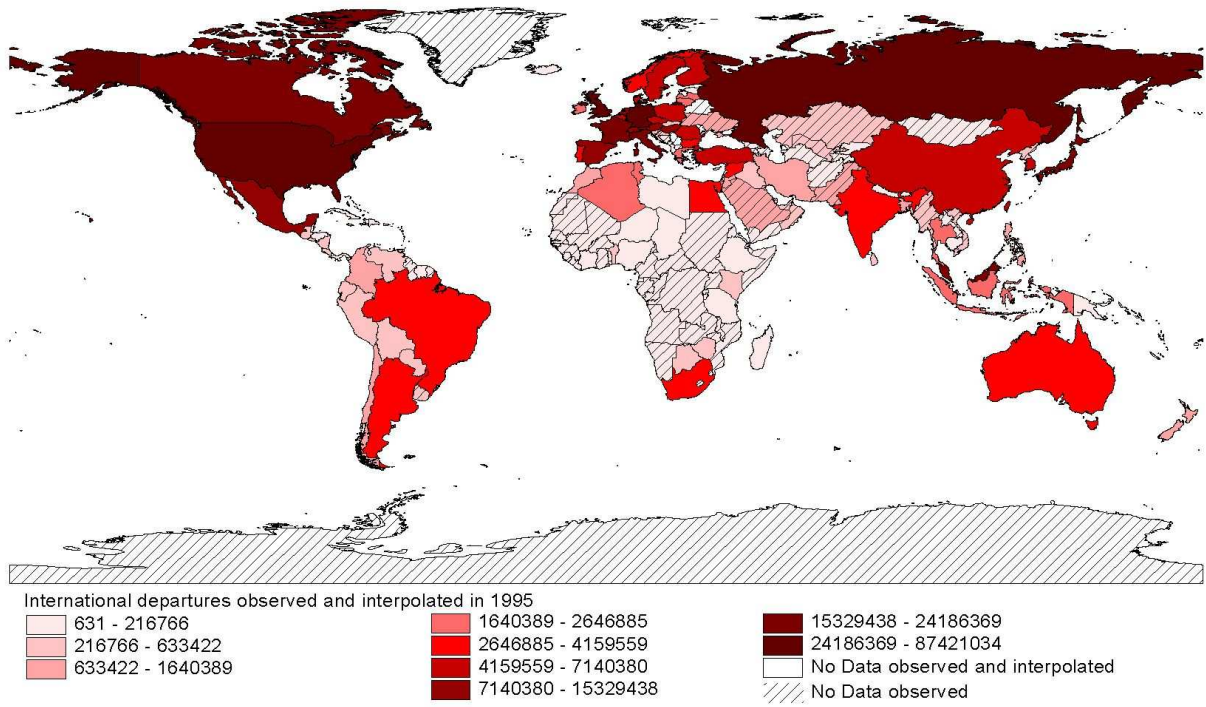 International departures observed and interpolated in 1995
631 - 216766
216766 - 633422
633422 - 1640389
1640389 - 2646885
2646885 - 4159559
4159559 - 7140380
7140380 - 15329438
15329438 - 24186369
24186369 - 87421034
No Data observed and interpolated
No Data observed